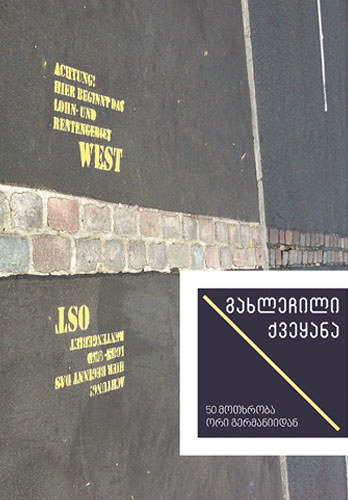 ACHTUNG!
HIER BEGINNT DAS
LOHN- UND
RENTENGEBIET
WEST
ACHTUNG!
HIER BEGINNT DAS
LOHN- UND
RENTENGEBIET
OST
გახლეჩილი
ქვეყანა
50 მოთხრობა
ორი გერმანიიდან